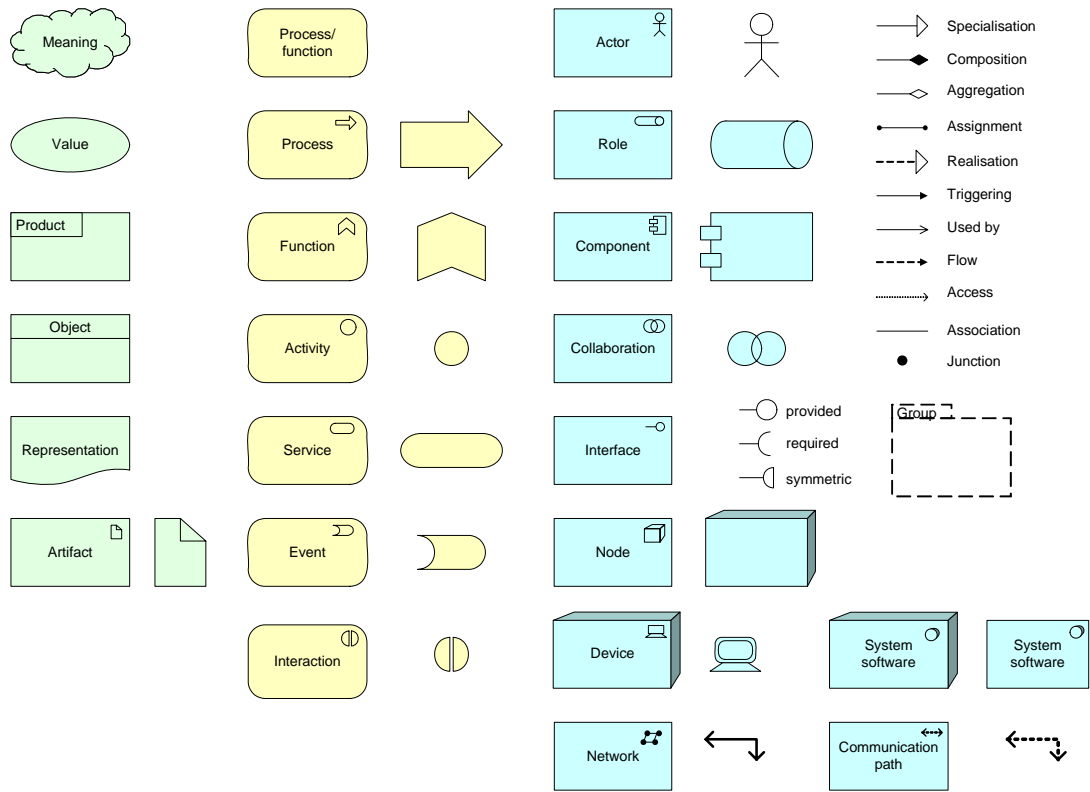 Meaning
Process/
function
Actor
Specialisation
Composition
Aggregation
Value
Process
Role
Assignment
Realisation
Triggering
Product
Function
Component
Used by
Flow
Access
Object
Activity
Collaboration
Association
Junction
Representation
Service
Interface
provided
required
symmetric
Group
Artifact
Event
Node
Interaction
Device
System
software
System
software
Network
Communication
path